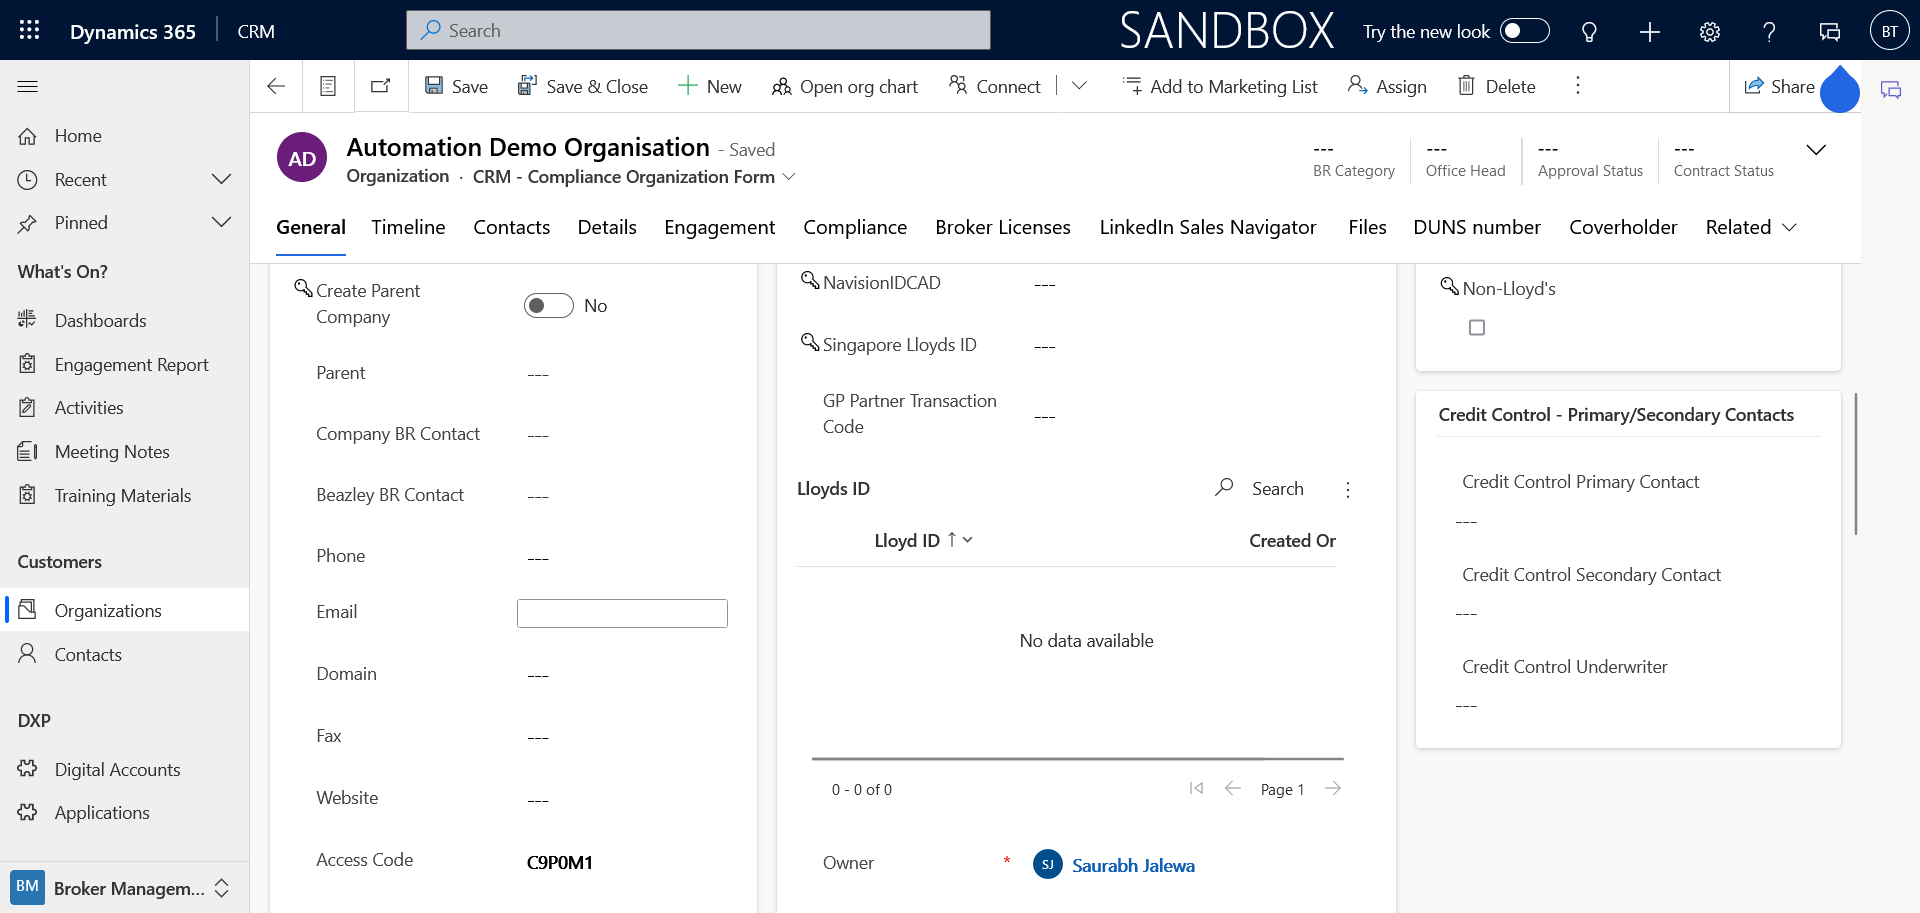 Dynamics 365
CRM
Search
SANDBOX
Try the new look
BT
Save
Save & Close
New
Open org chart
Connect
Add to Marketing List
Assign
Delete
Share
Home
Recent
Pinned
What's On?
Dashboards
Engagement Report
Activities
Meeting Notes
Training Materials
Customers
Organizations
Contacts
DXP
Digital Accounts
Applications
BM
Broker Managem...
AD
Automation Demo Organisation - Saved
Organization · CRM - Compliance Organization Form
---
BR Category
---
Office Head
---
Approval Status
---
Contract Status
General
Timeline
Contacts
Details
Engagement
Compliance
Broker Licenses
LinkedIn Sales Navigator
Files
DUNS number
Coverholder
Related
Create Parent
Company
No
Parent
---
Company BR Contact
---
Beazley BR Contact
---
Phone
---
Email
Domain
---
Fax
---
Website
---
Access Code
C9P0M1
NavisionIDCAD
---
Singapore Lloyds ID
---
GP Partner Transaction
Code
---
Lloyds ID
Search
Lloyd ID
Created Or
No data available
0 - 0 of 0
Page 1
Owner
*
SJ
Saurabh Jalewa
Non-Lloyd's
Credit Control - Primary/Secondary Contacts
Credit Control Primary Contact
---
Credit Control Secondary Contact
---
Credit Control Underwriter
---